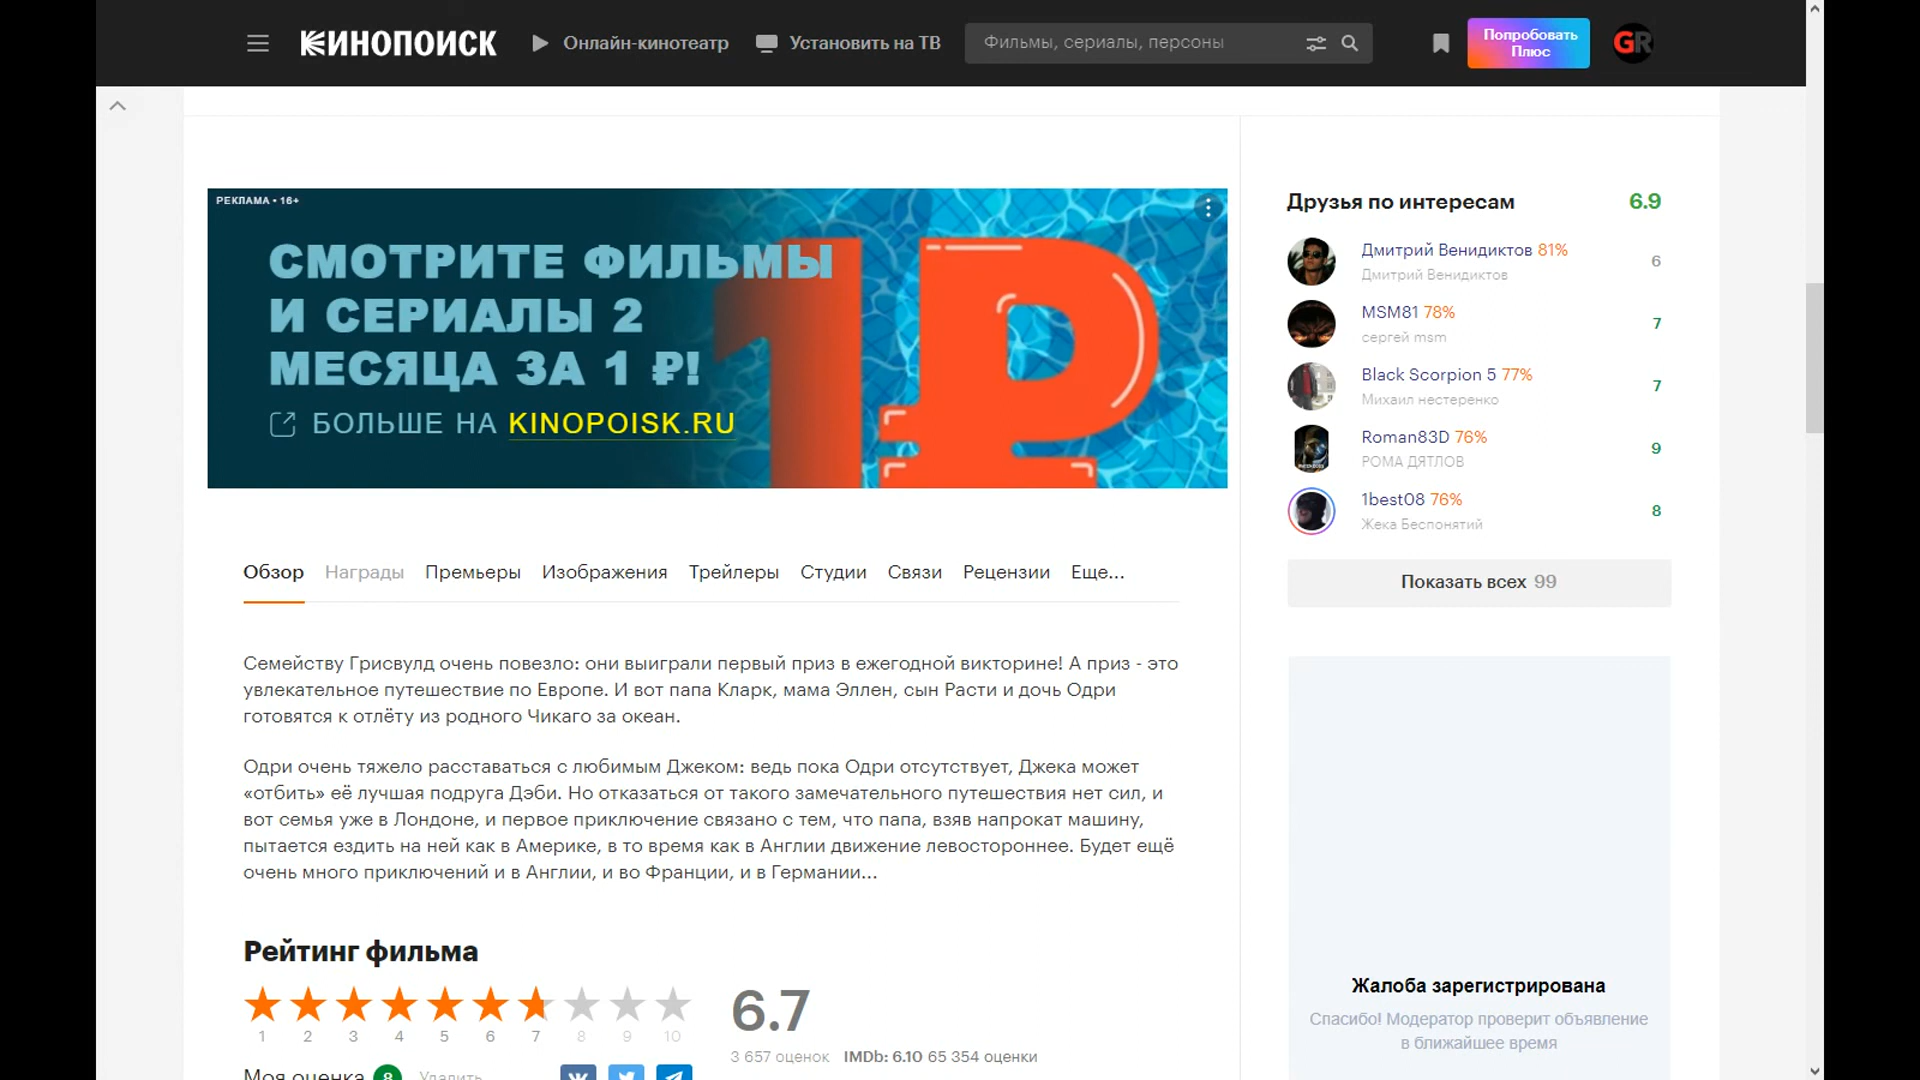 КИНОПОИСК
Онлайн-кинотеатр
Установить на ТВ
Фильмы, сериалы, персоны
Попробовать
Плюс
GR
РЕКЛАМА • 16+
СМОТРИТЕ ФИЛЬМЫ
И СЕРИАЛЫ 2
МЕСЯЦА ЗА 1 ₽!
БОЛЬШЕ НА KINOPOISK.RU
1₽
Обзор Награды Премьеры Изображения Трейлеры Студии Связи Рецензии Еще...
Семейству Грисвулд очень повезло: они выиграли первый приз в ежегодной викторине! А приз - это
увлекательное путешествие по Европе. И вот папа Кларк, мама Эллен, сын Расти и дочь Одри
готовятся к отлёту из родного Чикаго за океан.
Одри очень тяжело расставаться с любимым Джеком: ведь пока Одри отсутствует, Джека может
«отбить» её лучшая подруга Дэби. Но отказаться от такого замечательного путешествия нет сил, и
вот семья уже в Лондоне, и первое приключение связано с тем, что папа, взяв напрокат машину,
пытается ездить на ней как в Америке, в то время как в Англии движение левостороннее. Будет ещё
очень много приключений и в Англии, и во Франции, и в Германии...
Рейтинг фильма
1 2 3 4 5 6 7 8 9 10
6.7
3 657 оценок IMDb: 6.10 65 354 оценки
Моя оценка 8 Удалить
Друзья по интересам 6.9
Дмитрий Венидиктов 81% 6
Дмитрий Венидиктов
MSM81 78% 7
сергей msm
Black Scorpion 5 77% 7
Михаил нестеренко
Roman83D 76% 9
РОМА ДЯТЛОВ
1best08 76% 8
Жека Беспонятий
Показать всех 99
Жалоба зарегистрирована
Спасибо! Модератор проверит объявление
в ближайшее время